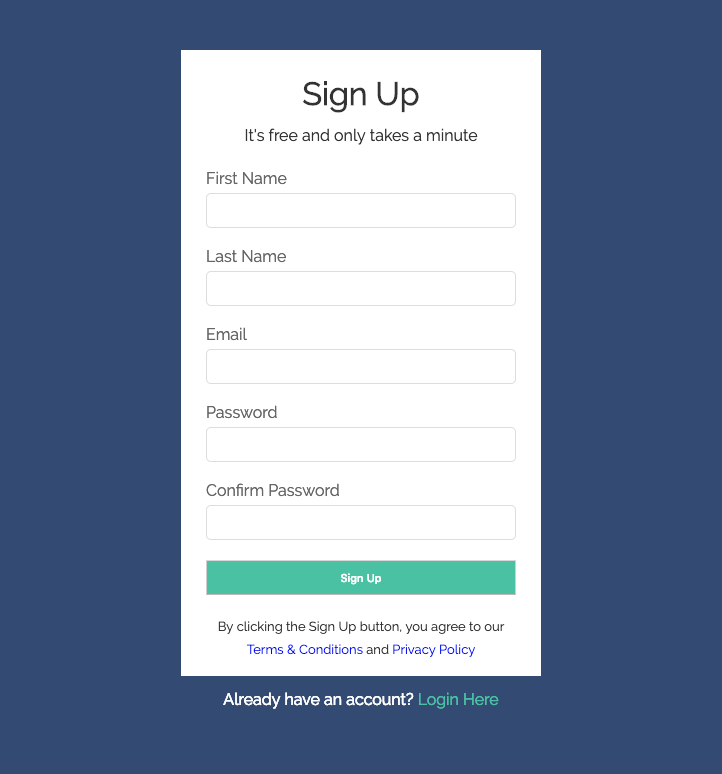 Sign Up
It's free and only takes a minute
First Name
Last Name
Email
Password
Confirm Password
Sign Up
By clicking the Sign Up button, you agree to our
Terms & Conditions and Privacy Policy
Already have an account? Login Here